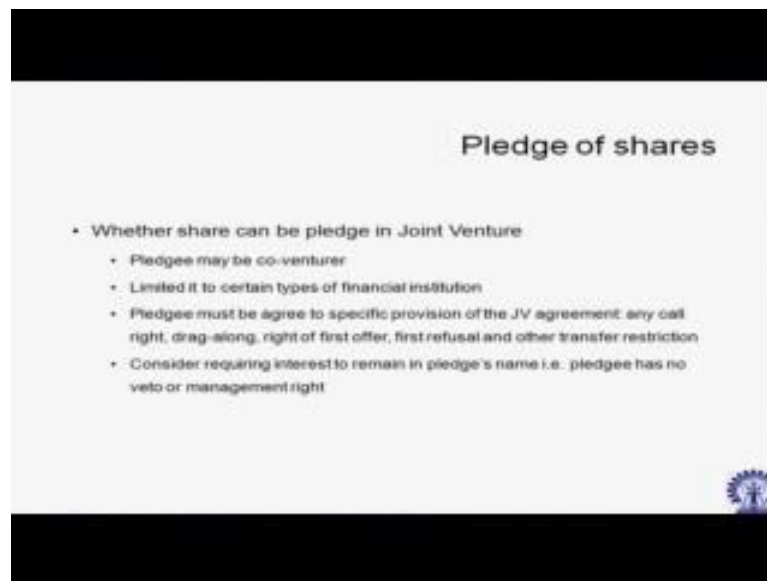 Pledge of shares
• Whether share can be pledge in Joint Venture
• Pledgee may be co-venturer
• Limited it to certain types of financial institution
• Pledgee must be agree to specific provision of the JV agreement: any call
right, drag-along, right of first offer, first refusal and other transfer restriction
• Consider requiring interest to remain in pledge's name i.e. pledgee has no
veto or management right